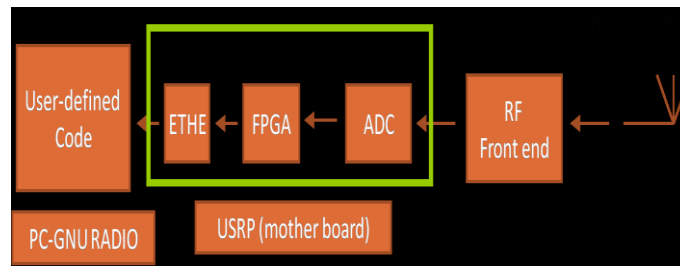 User-defined
Code
ETHE
FPGA
ADC
RF
Front end
PC-GNU RADIO
USRP (mother board)